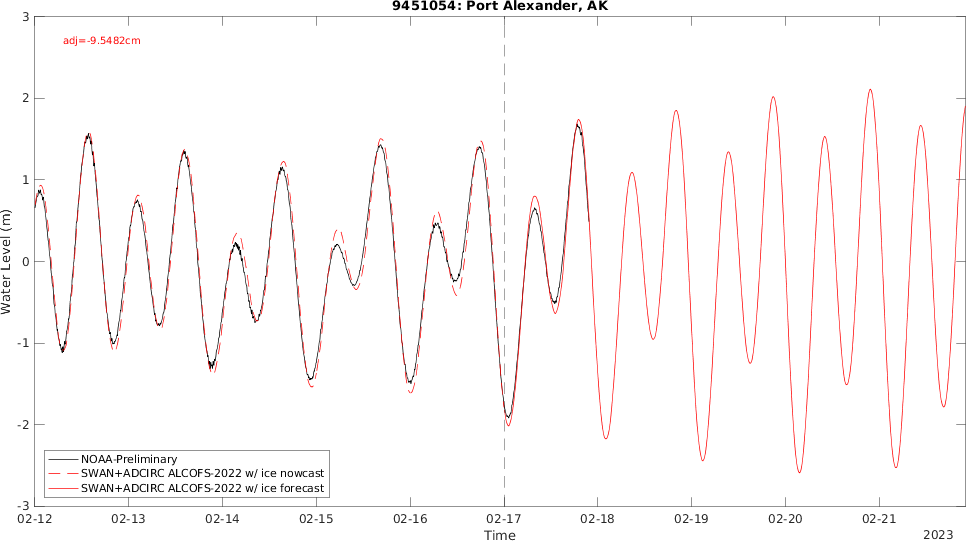 9451054: Port Alexander, AK
adj=-9.5482cm
Water Level (m)
3
2
1
0
-1
-2
-3
NOAA-Preliminary
SWAN+ADCIRC ALCOFS-2022 w/ ice nowcast
SWAN+ADCIRC ALCOFS-2022 w/ ice forecast
02-12 02-13 02-14 02-15 02-16 02-17 02-18 02-19 02-20 02-21
Time
2023